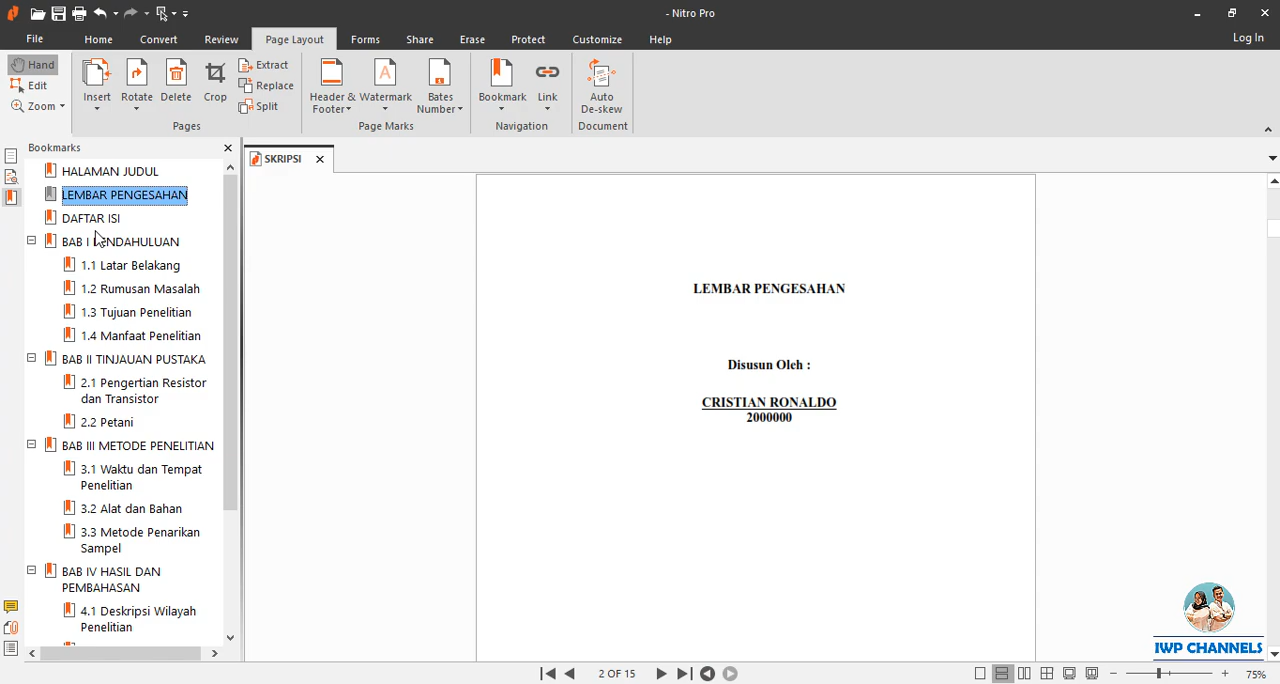 - Nitro Pro
File
Home
Convert
Review
Page Layout
Forms
Share
Erase
Protect
Customize
Help
Log In
Hand
Edit
Zoom
Insert
Rotate
Delete
Crop
Extract
Replace
Split
Pages
Header & Footer
Watermark
Bates Number
Page Marks
Bookmark
Link
Navigation
Auto De-skew
Document
Bookmarks
HALAMAN JUDUL
LEMBAR PENGESAHAN
DAFTAR ISI
BAB I PENDAHULUAN
1.1 Latar Belakang
1.2 Rumusan Masalah
1.3 Tujuan Penelitian
1.4 Manfaat Penelitian
BAB II TINJAUAN PUSTAKA
2.1 Pengertian Resistor
dan Transistor
2.2 Petani
BAB III METODE PENELITIAN
3.1 Waktu dan Tempat
Penelitian
3.2 Alat dan Bahan
3.3 Metode Penarikan
Sampel
BAB IV HASIL DAN
PEMBAHASAN
4.1 Deskripsi Wilayah
Penelitian
SKRIPSI
LEMBAR PENGESAHAN
Disusun Oleh :
CRISTIAN RONALDO
2000000
IWP CHANNELS
2 OF 15
75%